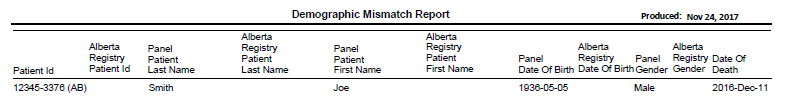 Demographic Mismatch Report Produced: Nov 24, 2017
Alberta Alberta Alberta Alberta Alberta
Registry Panel Registry Panel Registry Registry Registry
Patient Patient Patient Patient Patient Panel Patient Panel Patient Date Of
Patient Id Patient Id Last Name Last Name First Name First Name Date Of Birth Date Of Birth Gender Gender Death
12345-3376 (AB) Smith Joe 1936-05-05 Male 2016-Dec-11